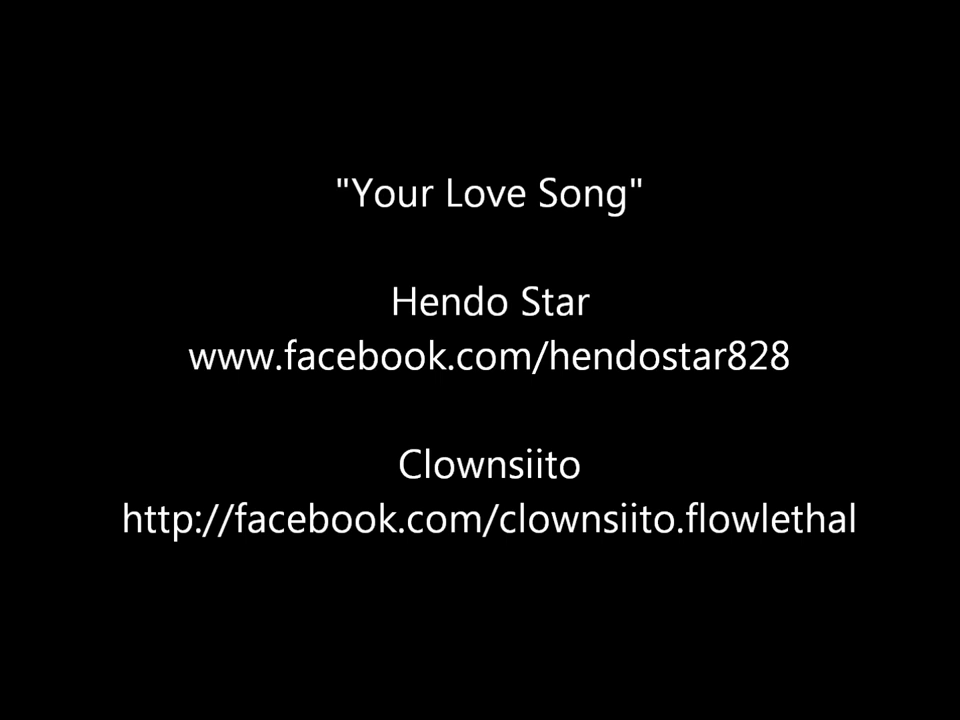 "Your Love Song"
Hendo Star
www.facebook.com/hendostar828
Clownsiito
http://facebook.com/clownsiito.flowlethal